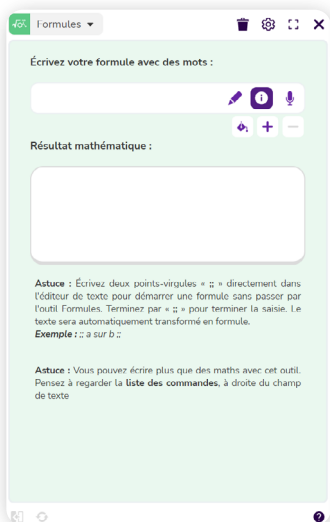 √x̄
Formules
Écrivez votre formule avec des mots :
Résultat mathématique :
Astuce : Écrivez deux points-virgules « ;; » directement dans
l'éditeur de texte pour démarrer une formule sans passer par
l'outil Formules. Terminez par « ;; » pour terminer la saisie. Le
texte sera automatiquement transformé en formule.
Exemple : ;; a sur b ;;
Astuce : Vous pouvez écrire plus que des maths avec cet outil.
Pensez à regarder la liste des commandes, à droite du champ
de texte